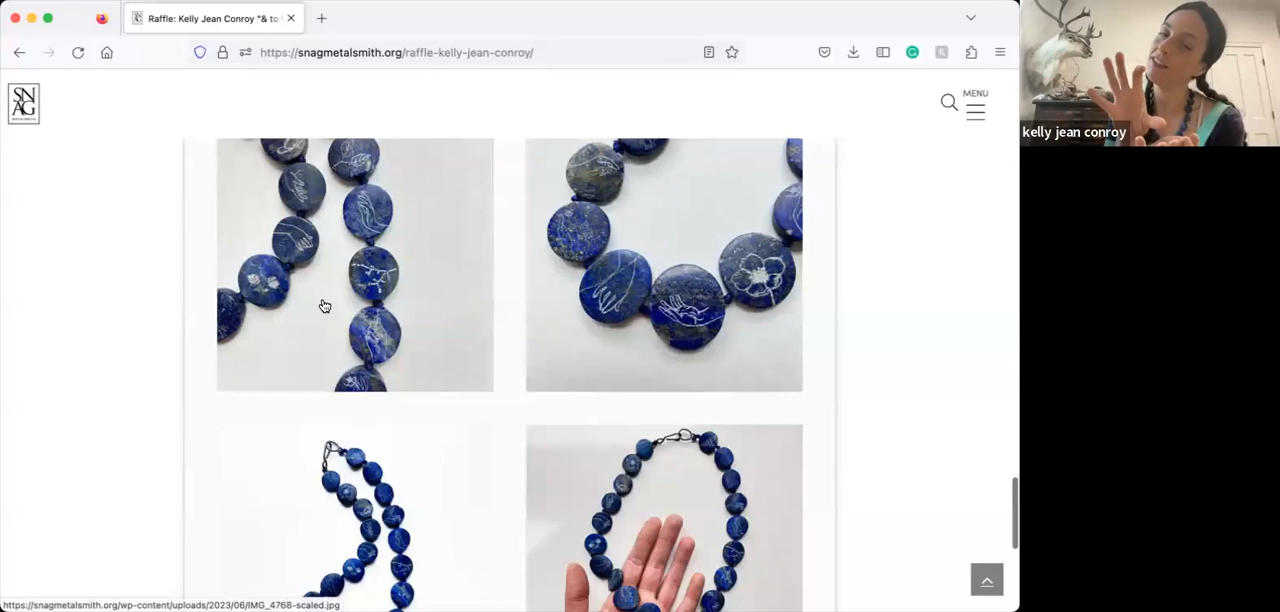 Raffle: Kelly Jean Conroy "& to
https://snagmetalsmith.org/raffle-kelly-jean-conroy/
SN
AG
MENU
kelly jean conroy
https://snagmetalsmith.org/wp-content/uploads/2023/06/IMG_4768-scaled.jpg